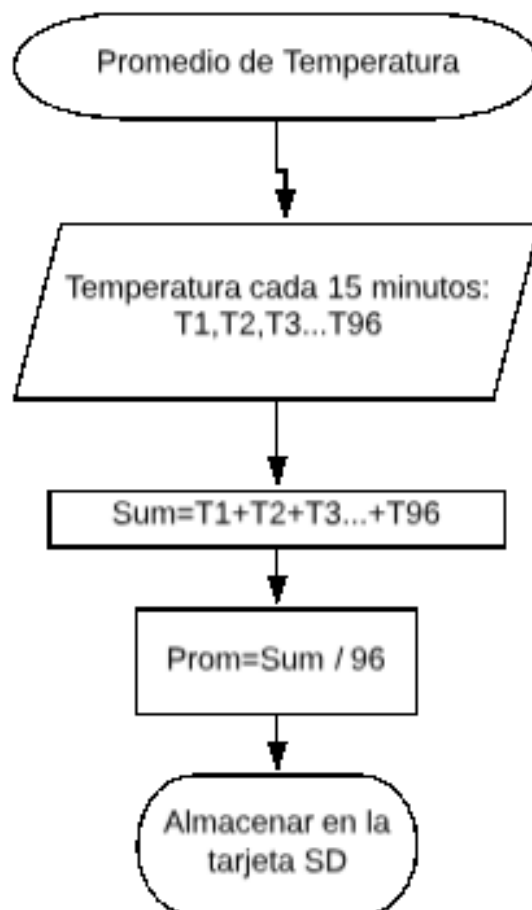 Promedio de Temperatura
Temperatura cada 15 minutos:
T1,T2,T3...T96
Sum=T1+T2+T3...+T96
Prom=Sum / 96
Almacenar en la
tarjeta SD